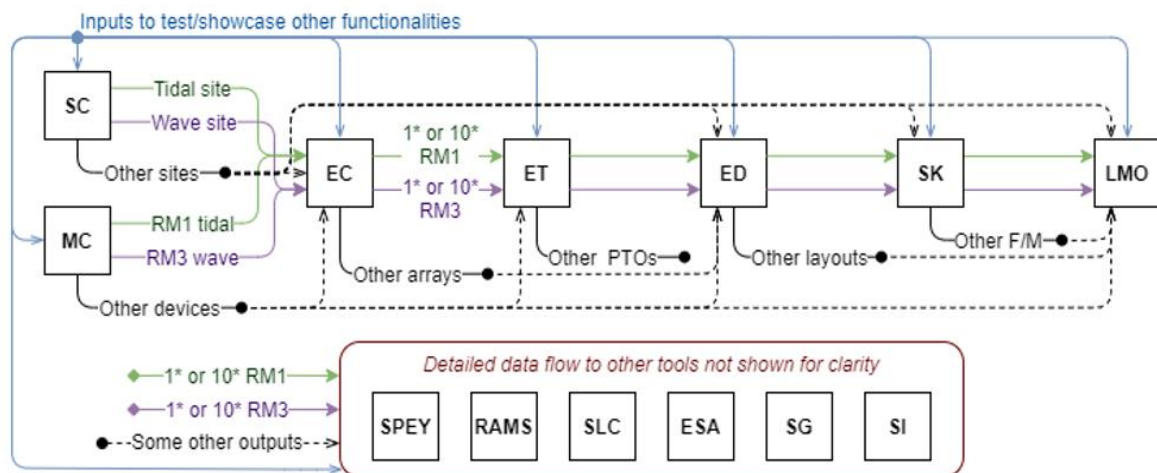 Inputs to test/showcase other functionalities
SC
Tidal site
Wave site
Other sites
MC
RM1 tidal
RM3 wave
Other devices
EC
1* or 10*
RM1
1* or 10*
RM3
Other arrays
ET
Other PTOs
ED
Other layouts
SK
Other F/M
LMO
1* or 10* RM1
1* or 10* RM3
Some other outputs
Detailed data flow to other tools not shown for clarity
SPEY
RAMS
SLC
ESA
SG
SI